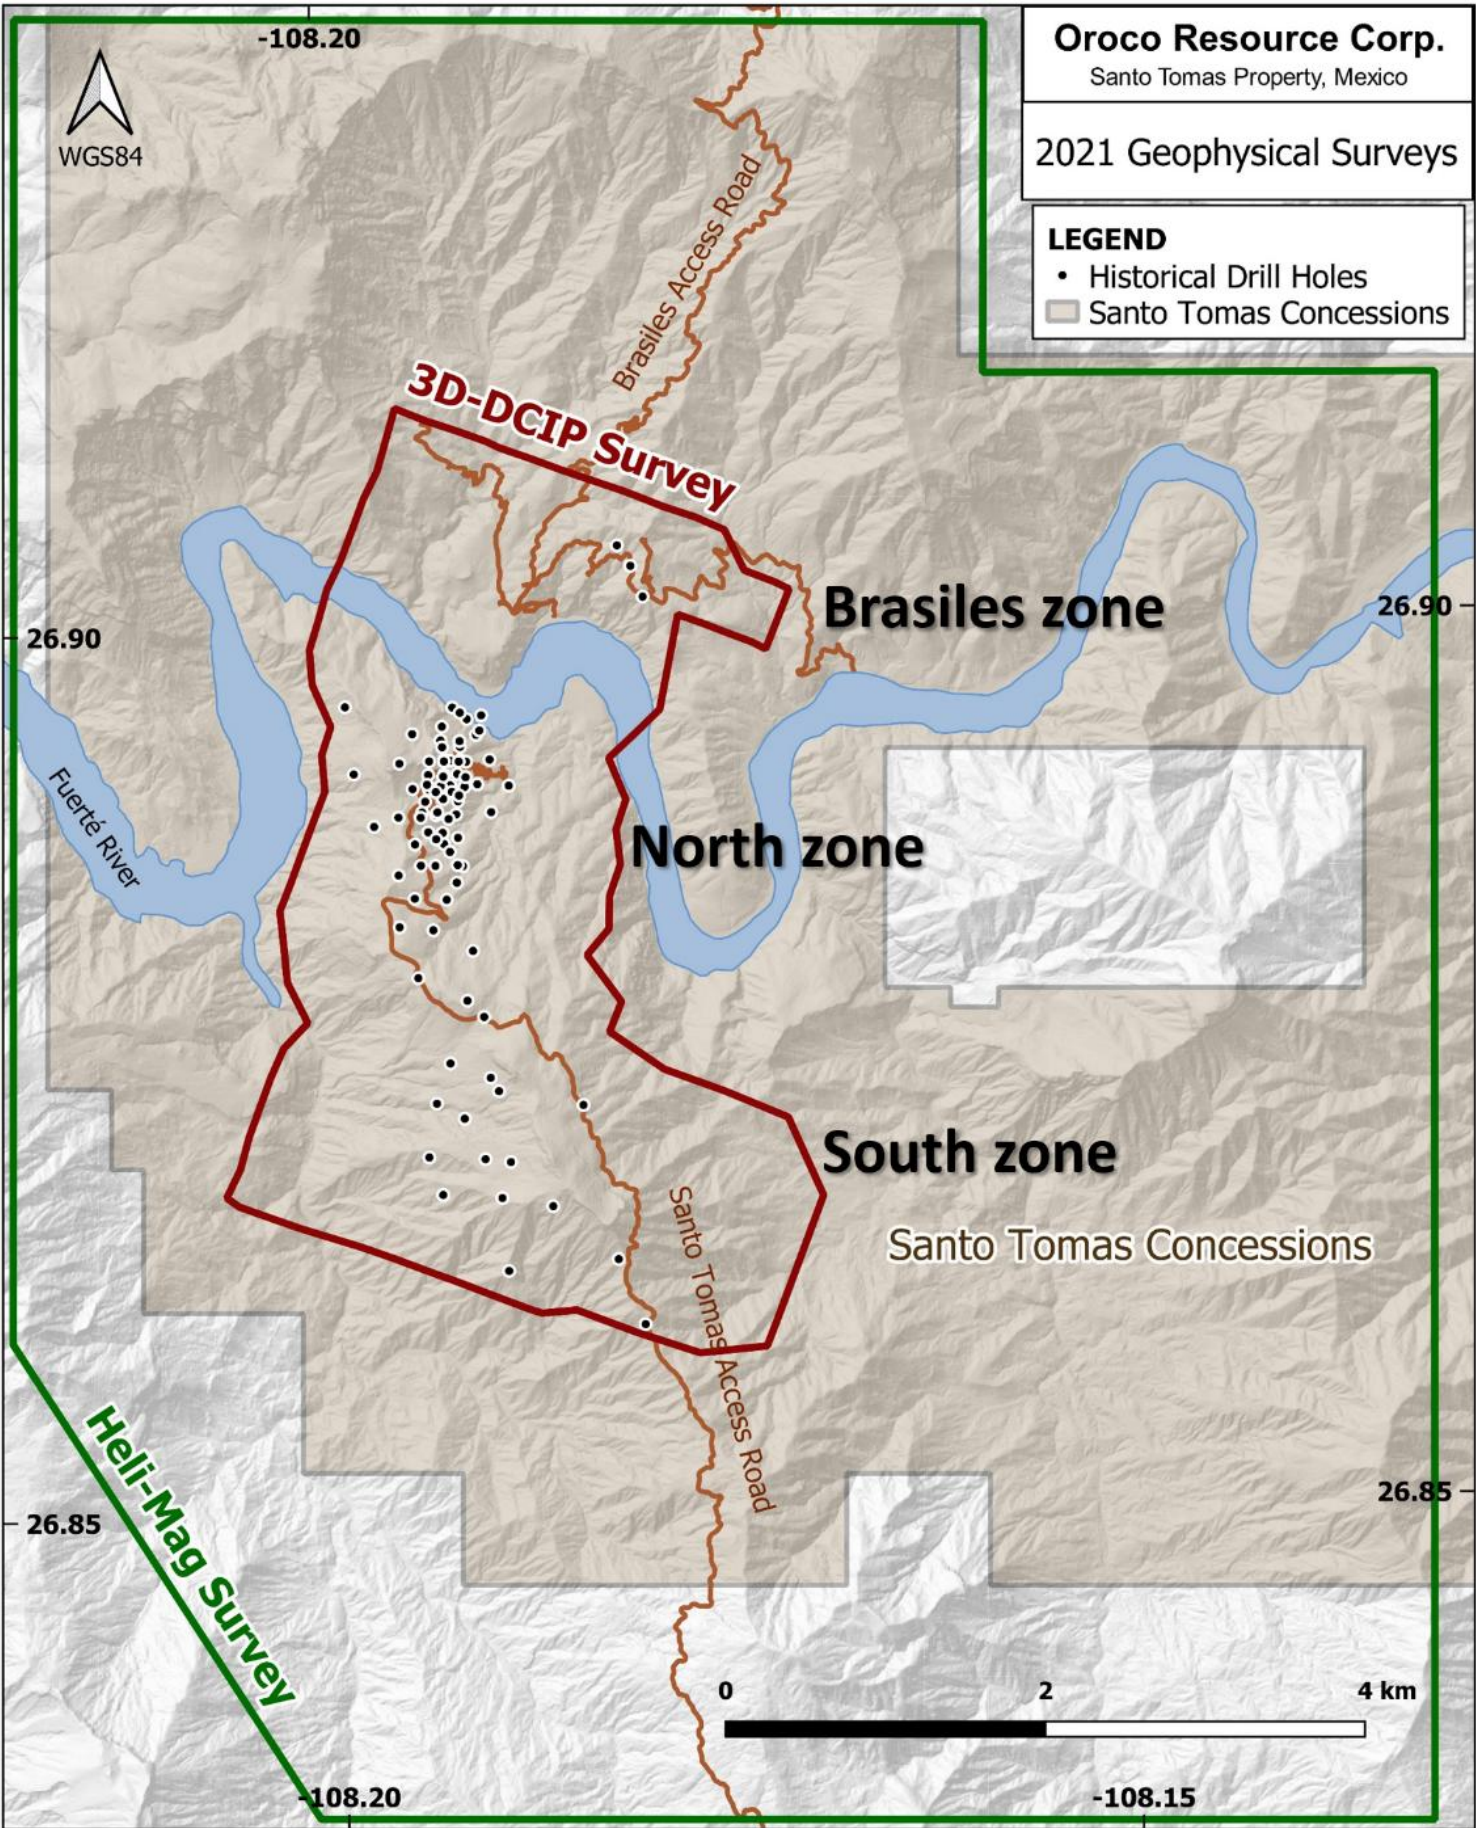 -108.20
WGS84
Oroco Resource Corp.
Santo Tomas Property, Mexico
2021 Geophysical Surveys
LEGEND
Historical Drill Holes
Santo Tomas Concessions
Brasiles Access Road
3D-DCIP Survey
Brasiles zone
26.90
26.90
Fuerté River
North zone
South zone
Santo Tomas Concessions
Santo Tomas Access Road
26.85
26.85
Heli-Mag Survey
0 2 4 km
-108.20
-108.15